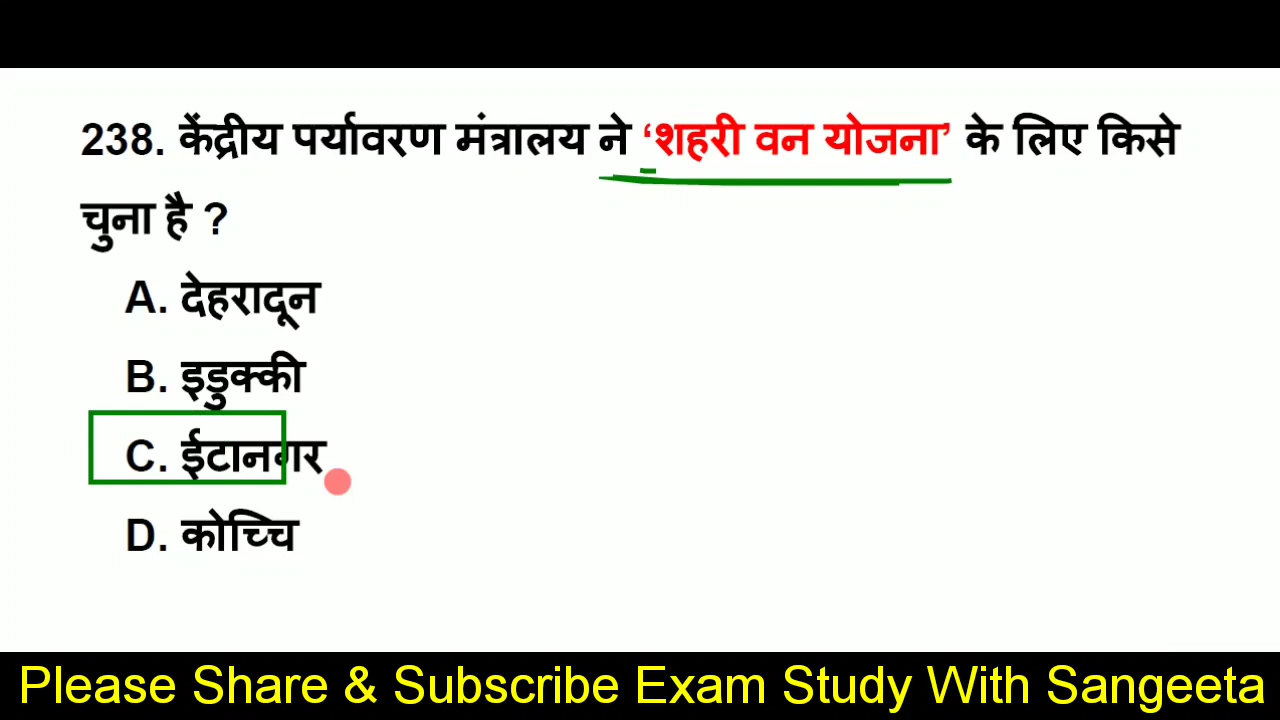 238. केंद्रीय पर्यावरण मंत्रालय ने ‘शहरी वन योजना’ के लिए किसे
चुना है ?
A. देहरादून
B. इडुक्की
C. ईटानगर
D. कोच्चि
Please Share & Subscribe Exam Study With Sangeeta